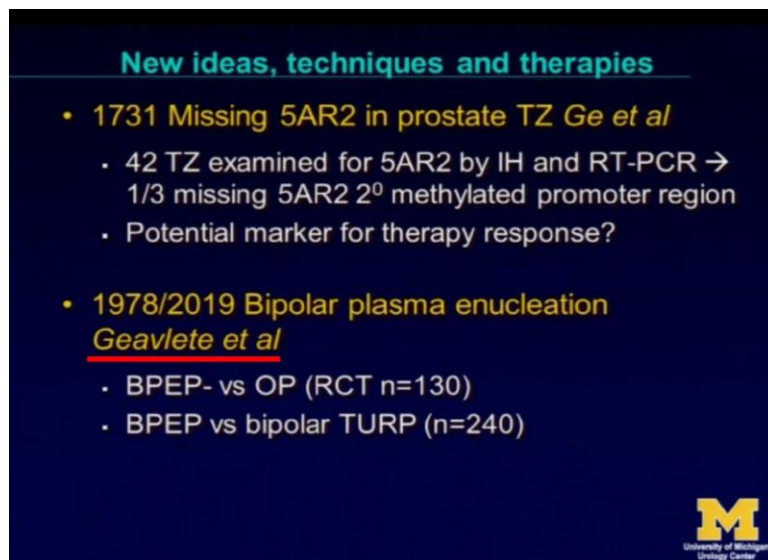 New ideas, techniques and therapies
• 1731 Missing 5AR2 in prostate TZ Ge et al
• 42 TZ examined for 5AR2 by IH and RT-PCR →
1/3 missing 5AR2 2⁰ methylated promoter region
• Potential marker for therapy response?
• 1978/2019 Bipolar plasma enucleation
Geavlete et al
• BPEP- vs OP (RCT n=130)
• BPEP vs bipolar TURP (n=240)
M
University of Michigan
Urology Center